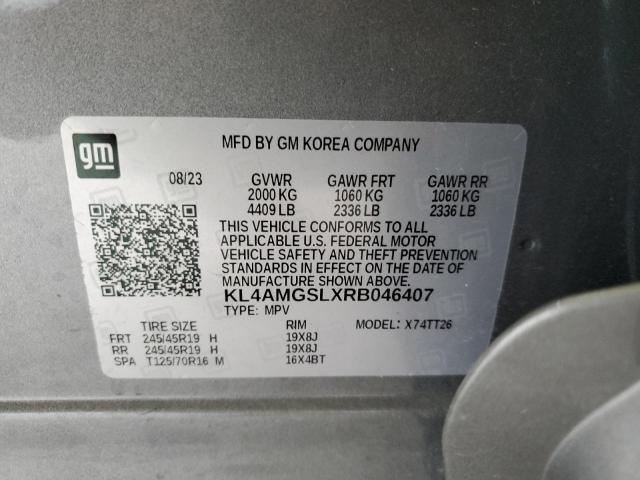 gm
MFD BY GM KOREA COMPANY
08/23 GVWR GAWR FRT GAWR RR
2000 KG 1060 KG 1060 KG
4409 LB 2336 LB 2336 LB
THIS VEHICLE CONFORMS TO ALL
APPLICABLE U.S. FEDERAL MOTOR
VEHICLE SAFETY AND THEFT PREVENTION
STANDARDS IN EFFECT ON THE DATE OF
MANUFACTURE SHOWN ABOVE.
KL4AMGSLXRB046407
TYPE: MPV
TIRE SIZE RIM MODEL: X74TT26
FRT 245/45R19 H 19X8J
RR 245/45R19 H 19X8J
SPA T125/70R16 M 16X4BT